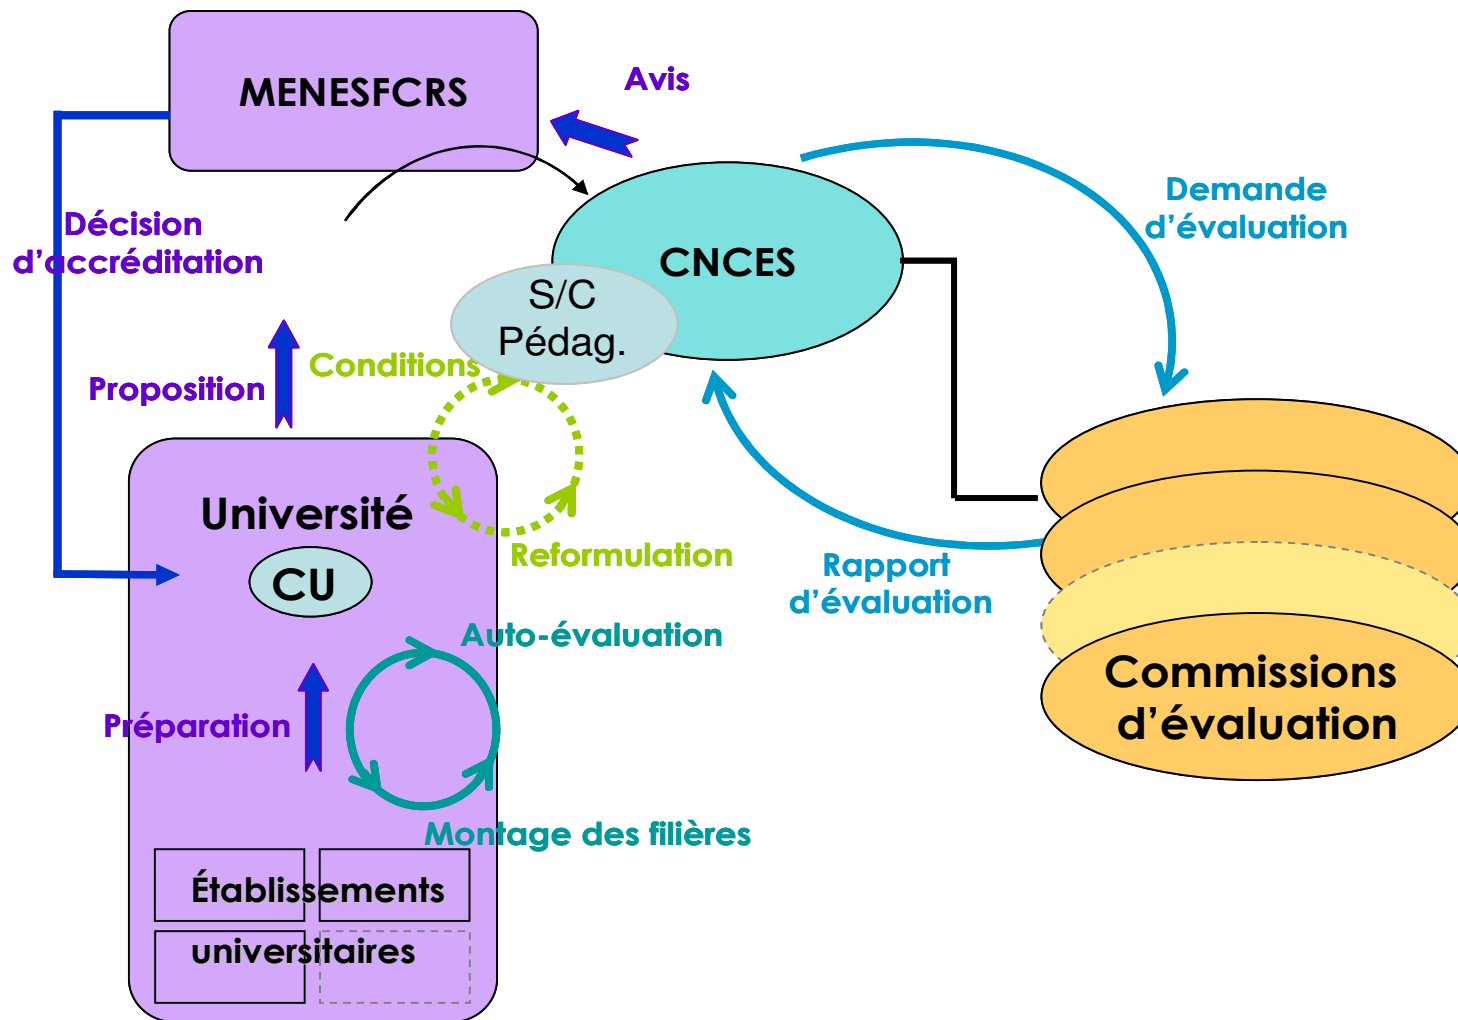 MENESFCRS
Avis
Demande
d'évaluation
Décision
d'accréditation
CNCES
S/C
Pédag.
Conditions
Proposition
Université
Reformulation
Rapport
d'évaluation
CU
Auto-évaluation
Commissions
d'évaluation
Préparation
Montage des filières
Établissements
universitaires